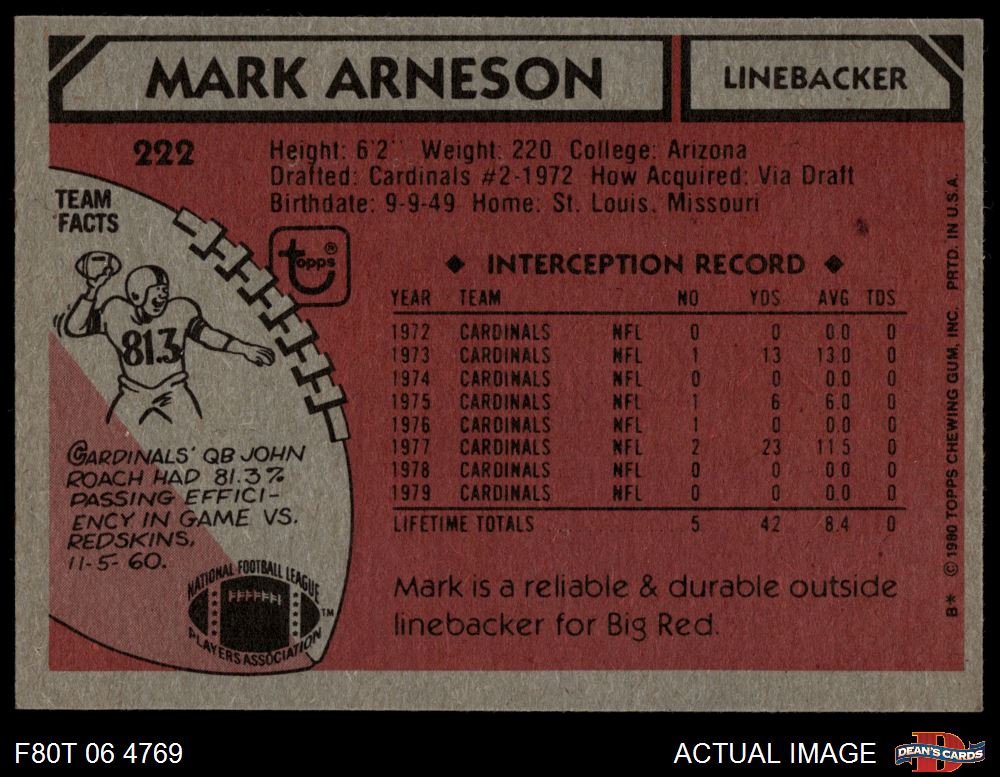 MARK ARNESON
LINEBACKER
222
Height: 6'2" Weight: 220 College: Arizona
Drafted: Cardinals #2-1972 How Acquired: Via Draft
Birthdate: 9-9-49 Home: St. Louis, Missouri
TEAM
FACTS
topps®
81.3
CARDINALS' QB JOHN
ROACH HAD 81.3%
PASSING EFFICI-
ENCY IN GAME VS.
REDSKINS,
11-5-60.
NATIONAL FOOTBALL LEAGUE
PLAYERS ASSOCIATION
TM
◆ INTERCEPTION RECORD ◆
YEAR TEAM NO YDS AVG TDS
1972 CARDINALS NFL 0 0 0.0 0
1973 CARDINALS NFL 1 13 13.0 0
1974 CARDINALS NFL 0 0 0.0 0
1975 CARDINALS NFL 1 6 6.0 0
1976 CARDINALS NFL 1 0 0.0 0
1977 CARDINALS NFL 2 23 11.5 0
1978 CARDINALS NFL 0 0 0.0 0
1979 CARDINALS NFL 0 0 0.0 0
LIFETIME TOTALS 5 42 8.4 0
Mark is a reliable & durable outside
linebacker for Big Red.
B* © 1980 TOPPS CHEWING GUM, INC. PRTD. IN U.S.A.
F80T 06 4769
ACTUAL IMAGE
D
DEAN'S CARDS